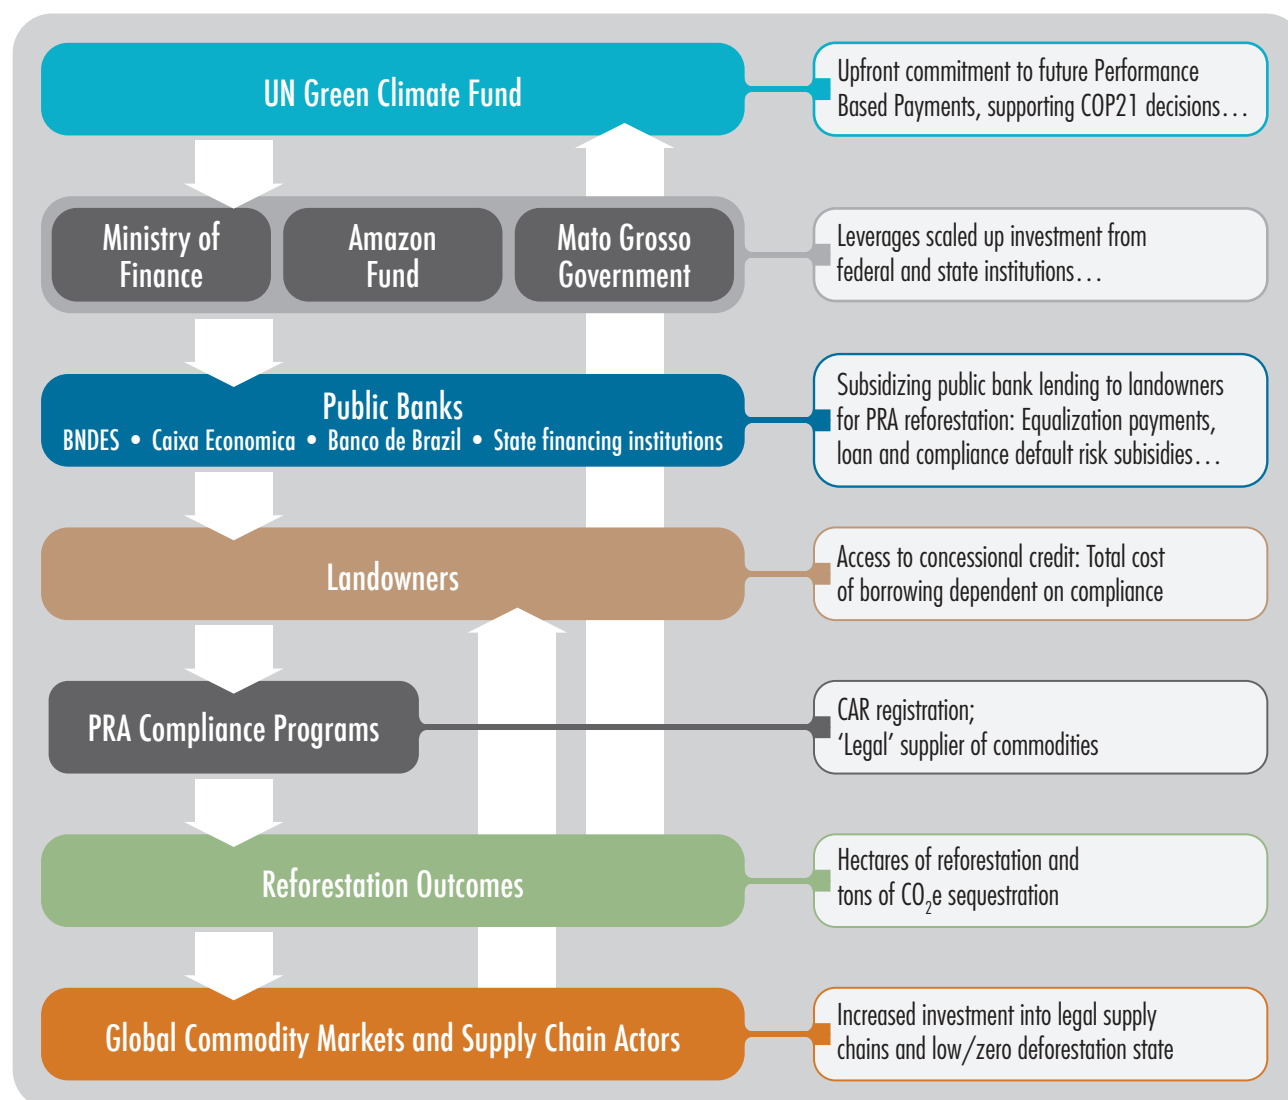 UN Green Climate Fund
Upfront commitment to future Performance
Based Payments, supporting COP21 decisions…
Ministry of
Finance
Amazon
Fund
Mato Grosso
Government
Leverages scaled up investment from
federal and state institutions…
Public Banks
BNDES • Caixa Economica • Banco de Brazil • State financing institutions
Subsidizing public bank lending to landowners
for PRA reforestation: Equalization payments,
loan and compliance default risk subisidies…
Landowners
Access to concessional credit: Total cost
of borrowing dependent on compliance
PRA Compliance Programs
CAR registration;
‘Legal’ supplier of commodities
Reforestation Outcomes
Hectares of reforestation and
tons of CO₂e sequestration
Global Commodity Markets and Supply Chain Actors
Increased investment into legal supply
chains and low/zero deforestation state